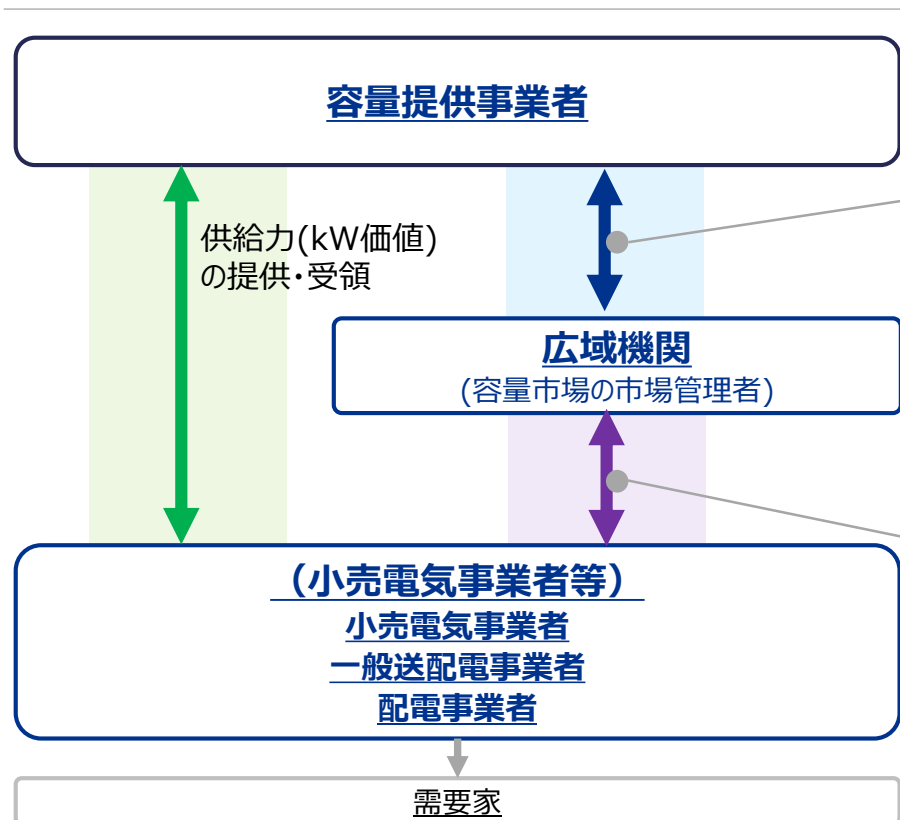 容量提供事業者
供給力(kW価値)
の提供・受領
広域機関
(容量市場の市場管理者)
（小売電気事業者等）
小売電気事業者
一般送配電事業者
配電事業者
需要家